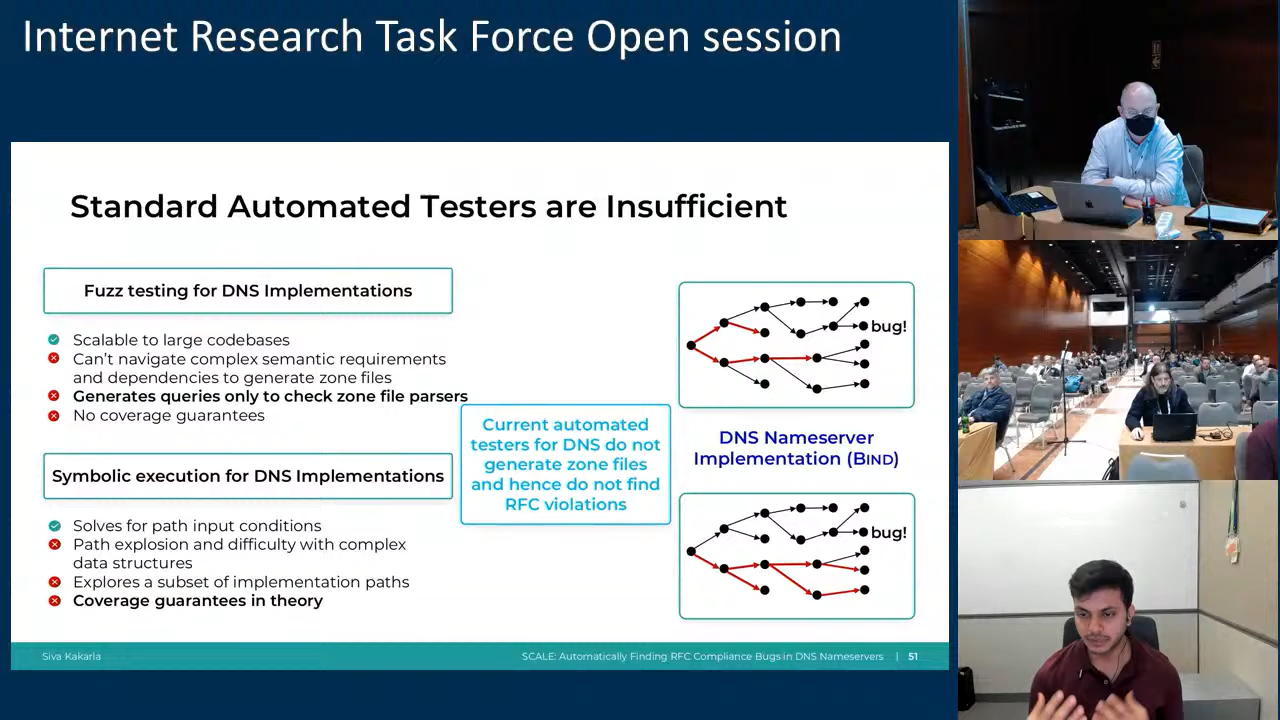 Internet Research Task Force Open session
Standard Automated Testers are Insufficient
Fuzz testing for DNS Implementations
Scalable to large codebases
Can't navigate complex semantic requirements
and dependencies to generate zone files
Generates queries only to check zone file parsers
No coverage guarantees
Symbolic execution for DNS Implementations
Solves for path input conditions
Path explosion and difficulty with complex
data structures
Explores a subset of implementation paths
Coverage guarantees in theory
Current automated
testers for DNS do not
generate zone files
and hence do not find
RFC violations
bug!
DNS Nameserver
Implementation (BIND)
bug!
Siva Kakarla
SCALE: Automatically Finding RFC Compliance Bugs in DNS Nameservers | 51